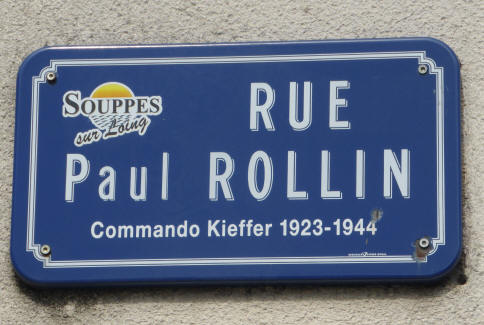 SOUPPES
sur Loing
RUE
Paul ROLLIN
Commando Kieffer 1923-1944